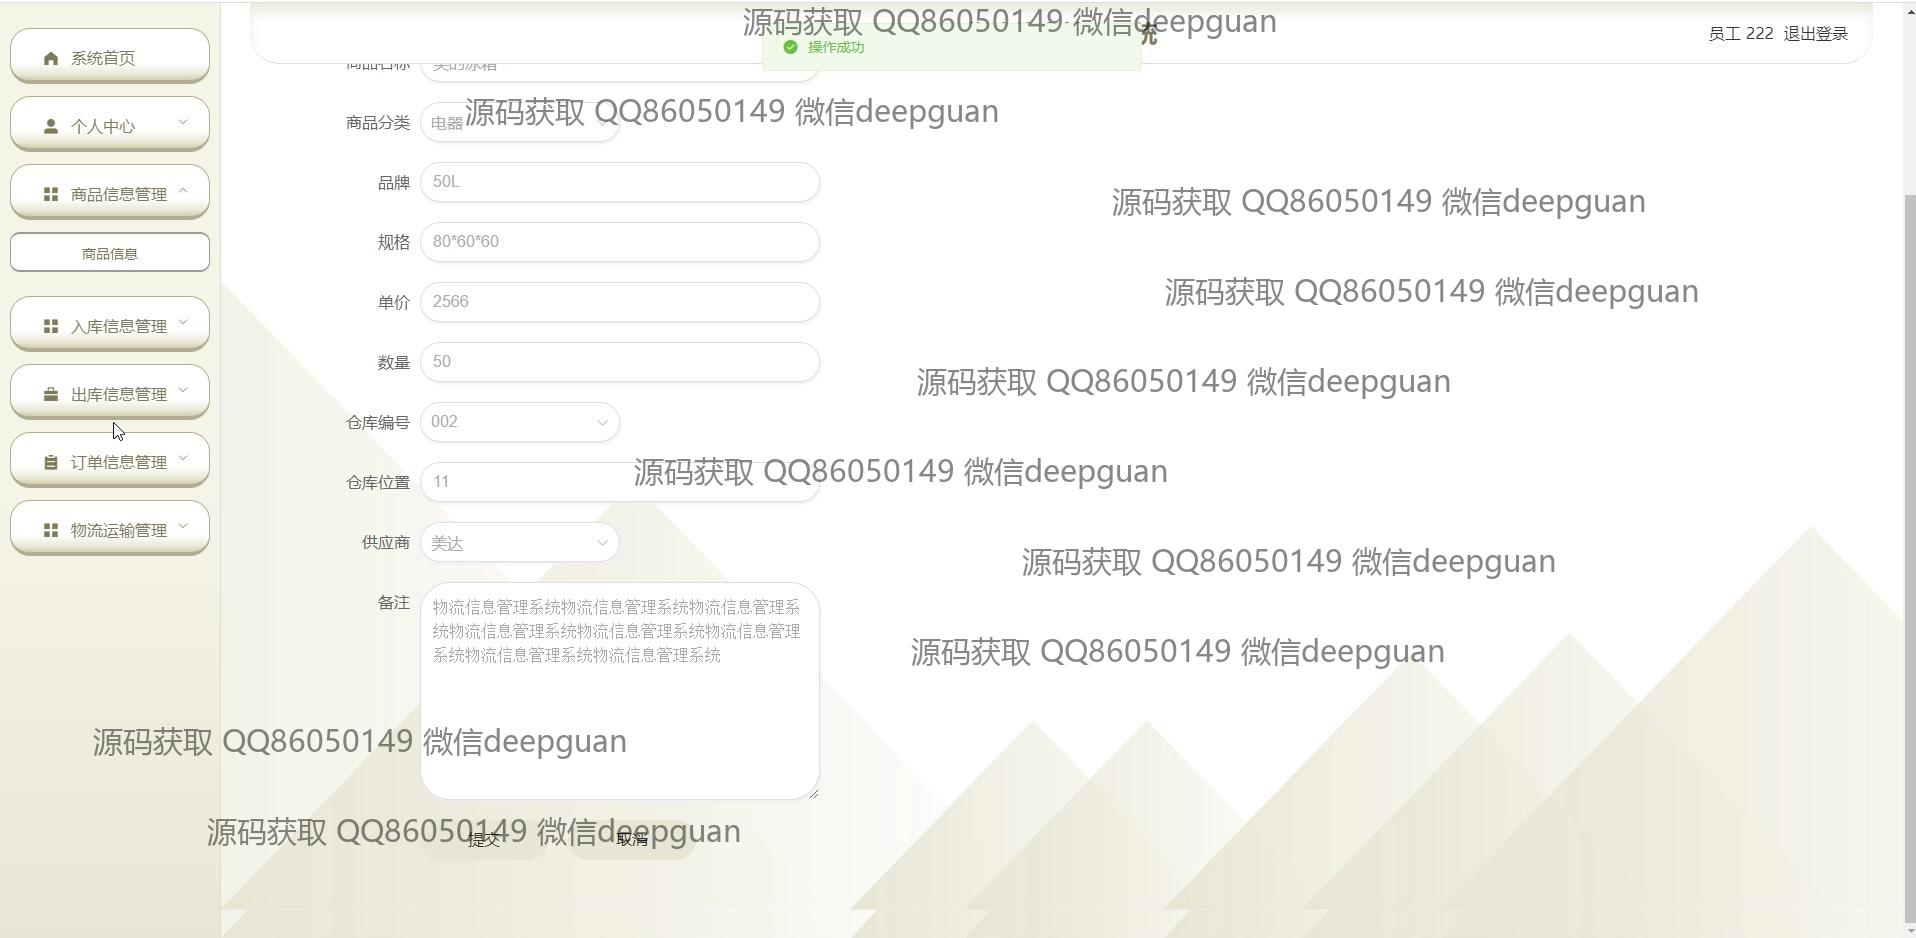 源码获取 QQ86050149 微信deepguan
统
操作成功
员工 222 退出登录
系统首页
商品名称
美的冰箱
个人中心
商品分类
电器
源码获取 QQ86050149 微信deepguan
品牌
50L
商品信息管理
源码获取 QQ86050149 微信deepguan
规格
80*60*60
商品信息
单价
2566
源码获取 QQ86050149 微信deepguan
入库信息管理
数量
50
源码获取 QQ86050149 微信deepguan
出库信息管理
仓库编号
002
订单信息管理
仓库位置
11
源码获取 QQ86050149 微信deepguan
物流运输管理
供应商
美达
源码获取 QQ86050149 微信deepguan
备注
物流信息管理系统物流信息管理系统物流信息管理系
统物流信息管理系统物流信息管理系统物流信息管理
系统物流信息管理系统物流信息管理系统
源码获取 QQ86050149 微信deepguan
源码获取 QQ86050149 微信deepguan
源码获取 QQ86050149 微信deepguan
提交
取消